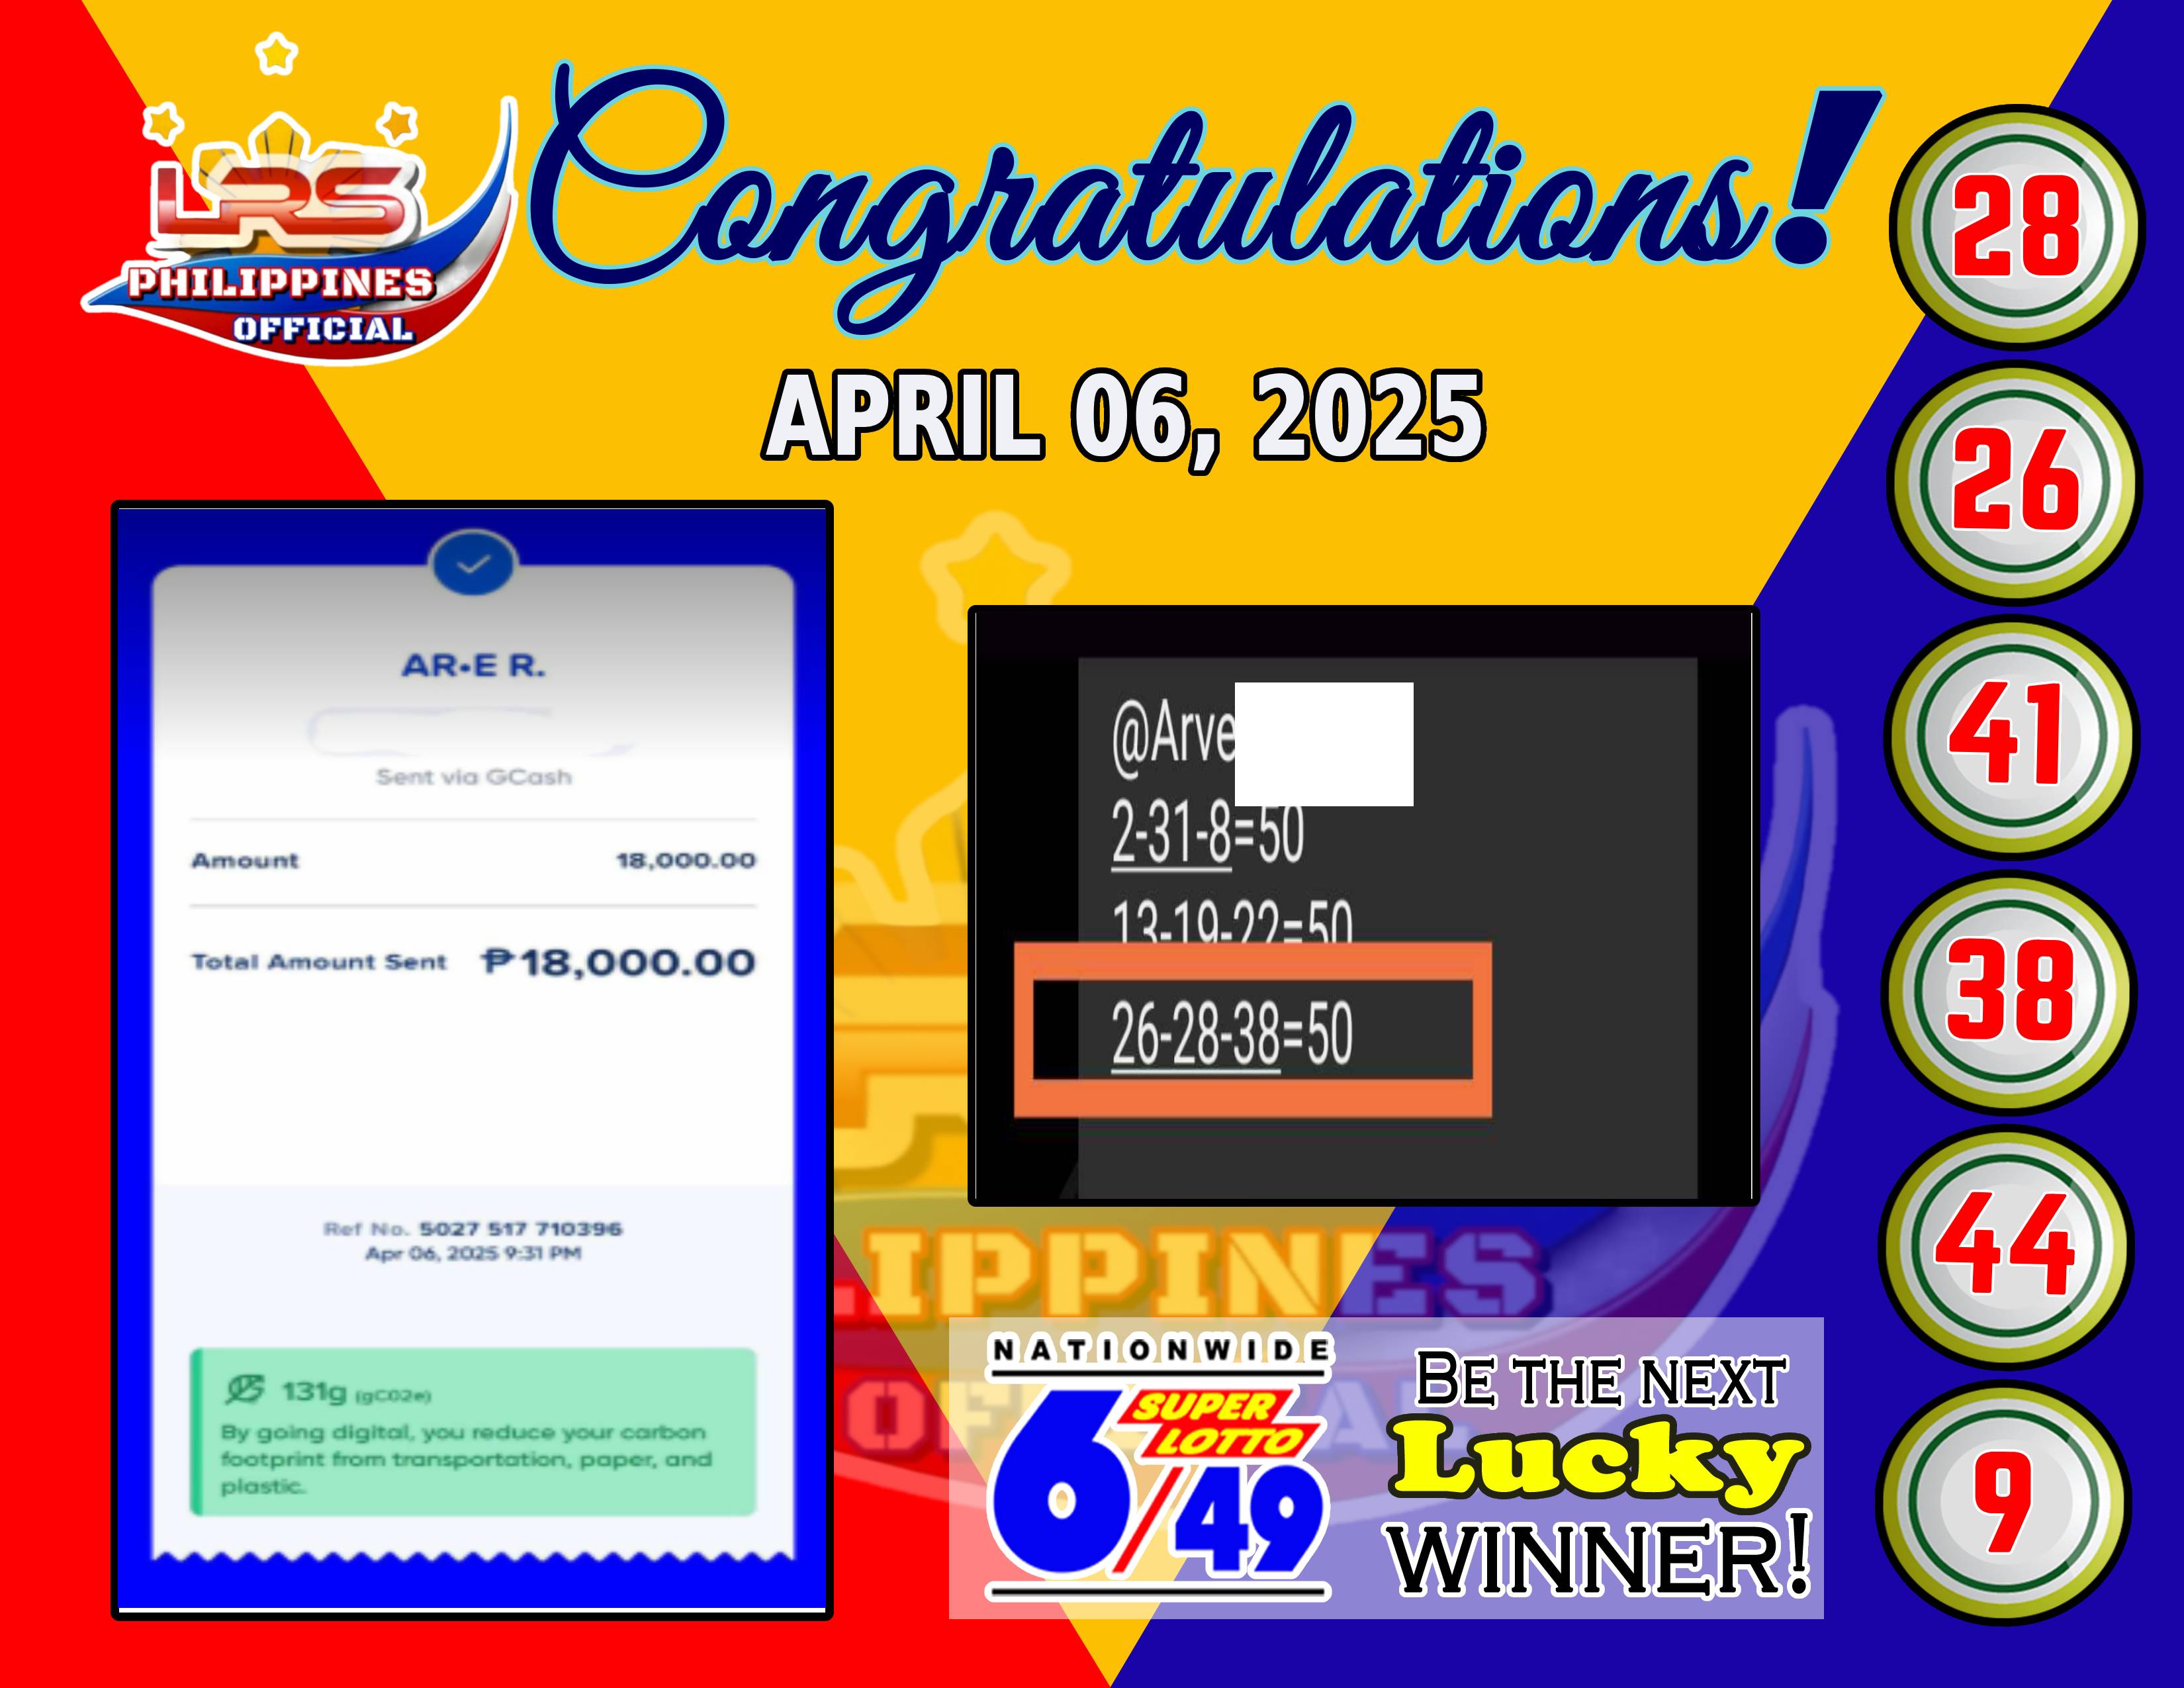 LRS
PHILIPPINES
OFFICIAL
Congratulations!
APRIL 06, 2025
AR•E R.
Sent via GCash
Amount 18,000.00
Total Amount Sent ₱18,000.00
Ref No. 5027 517 710396
Apr 06, 2025 9:31 PM
131g (gCO2e)
By going digital, you reduce your carbon
footprint from transportation, paper, and
plastic.
@Arve
2-31-8=50
13-19-22=50
26-28-38=50
IPPINES
NATIONWIDE
SUPER
LOTTO
6/49
BE THE NEXT
Lucky
WINNER!
28
26
41
38
44
9